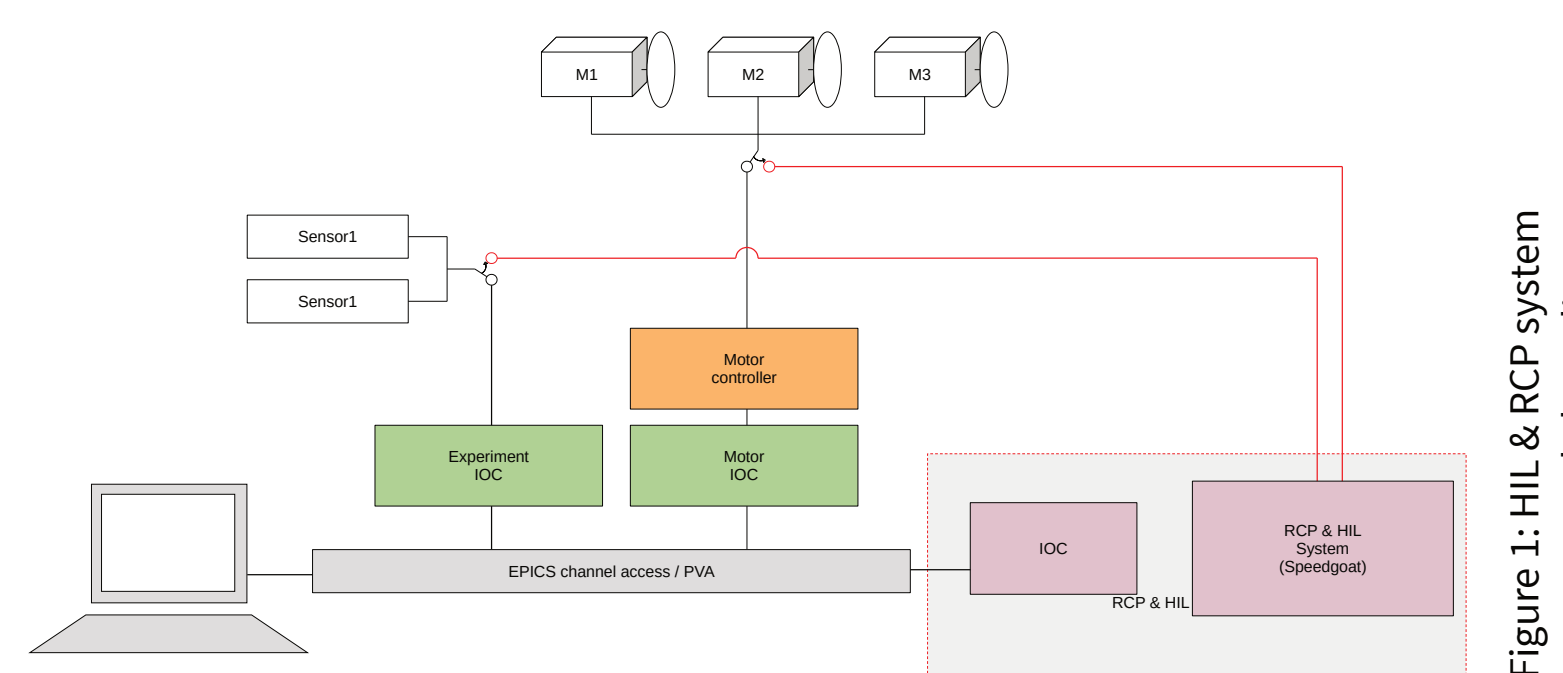 M1
M2
M3
Sensor1
Sensor1
Motor
controller
Experiment
IOC
Motor
IOC
EPICS channel access / PVA
IOC
RCP & HIL
System
(Speedgoat)
RCP & HIL
Figure 1: HIL & RCP system